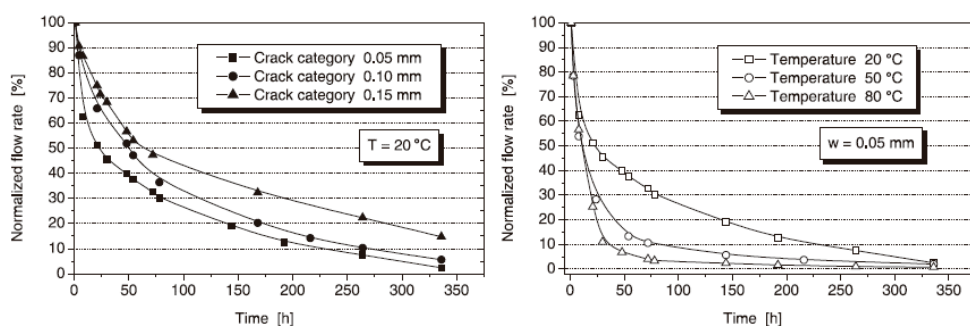 Normalized flow rate [%]
100
90
80
70
60
50
40
30
20
10
0
Crack category 0.05 mm
Crack category 0.10 mm
Crack category 0.15 mm
T = 20 °C
0 50 100 150 200 250 300 350
Time [h]
Normalized flow rate [%]
100
90
80
70
60
50
40
30
20
10
0
Temperature 20 °C
Temperature 50 °C
Temperature 80 °C
w = 0.05 mm
0 50 100 150 200 250 300 350
Time [h]